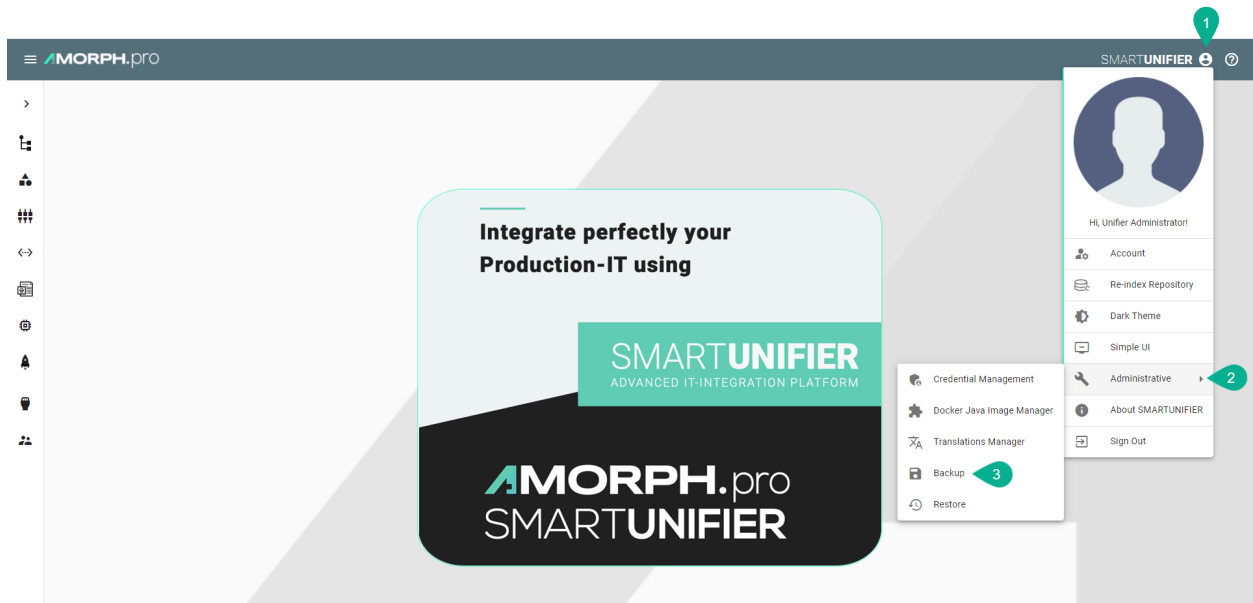 1
AMORPH.pro
SMARTUNIFIER
Hi, Unifier Administrator!
Account
Re-index Repository
Dark Theme
Simple UI
Administrative
2
About SMARTUNIFIER
Sign Out
Credential Management
Docker Java Image Manager
Translations Manager
Backup
3
Restore
Integrate perfectly your
Production-IT using
SMARTUNIFIER
ADVANCED IT-INTEGRATION PLATFORM
AMORPH.pro
SMARTUNIFIER